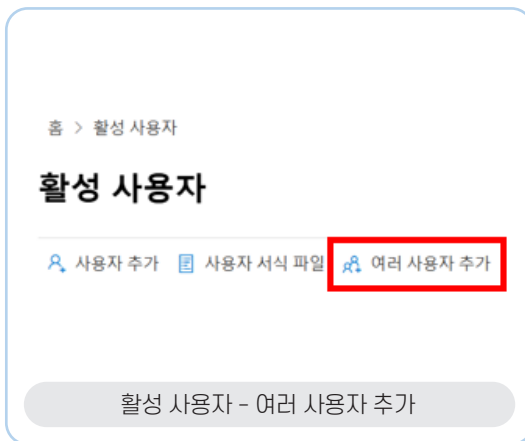 홈 > 활성 사용자
활성 사용자
사용자 추가 사용자 서식 파일 여러 사용자 추가
활성 사용자 - 여러 사용자 추가